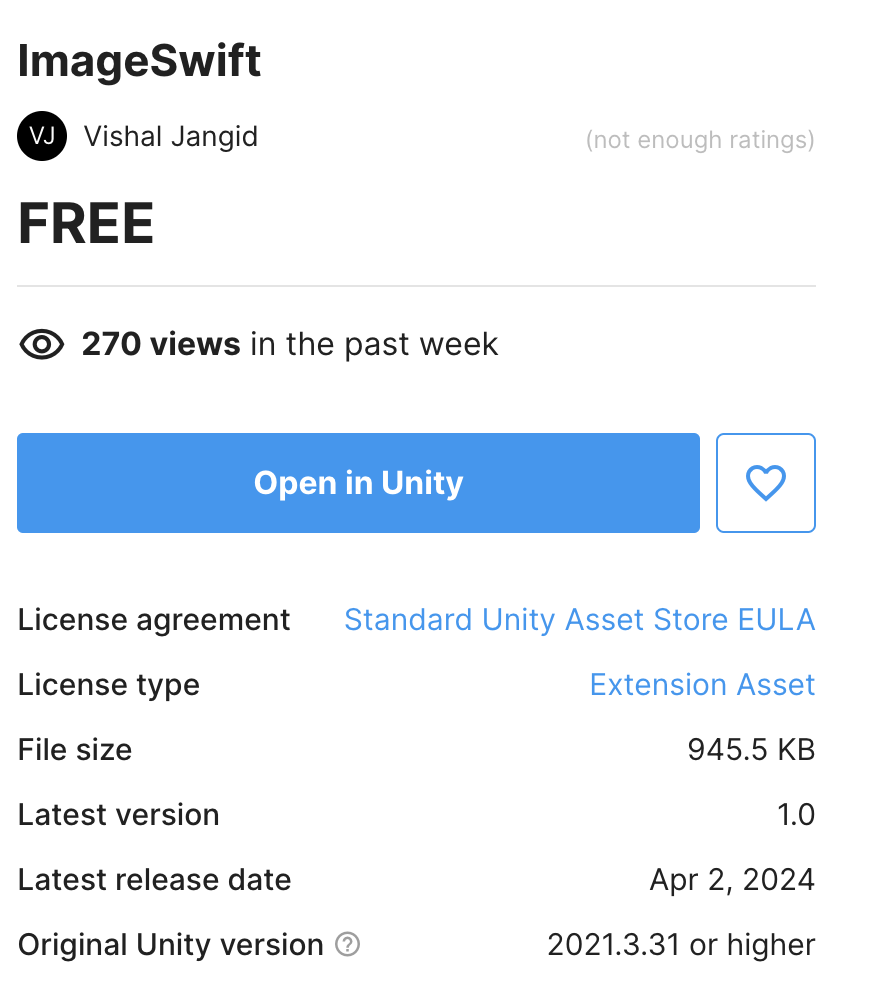 ImageSwift
VJ Vishal Jangid (not enough ratings)
FREE
270 views in the past week
Open in Unity
License agreement Standard Unity Asset Store EULA
License type Extension Asset
File size 945.5 KB
Latest version 1.0
Latest release date Apr 2, 2024
Original Unity version ? 2021.3.31 or higher